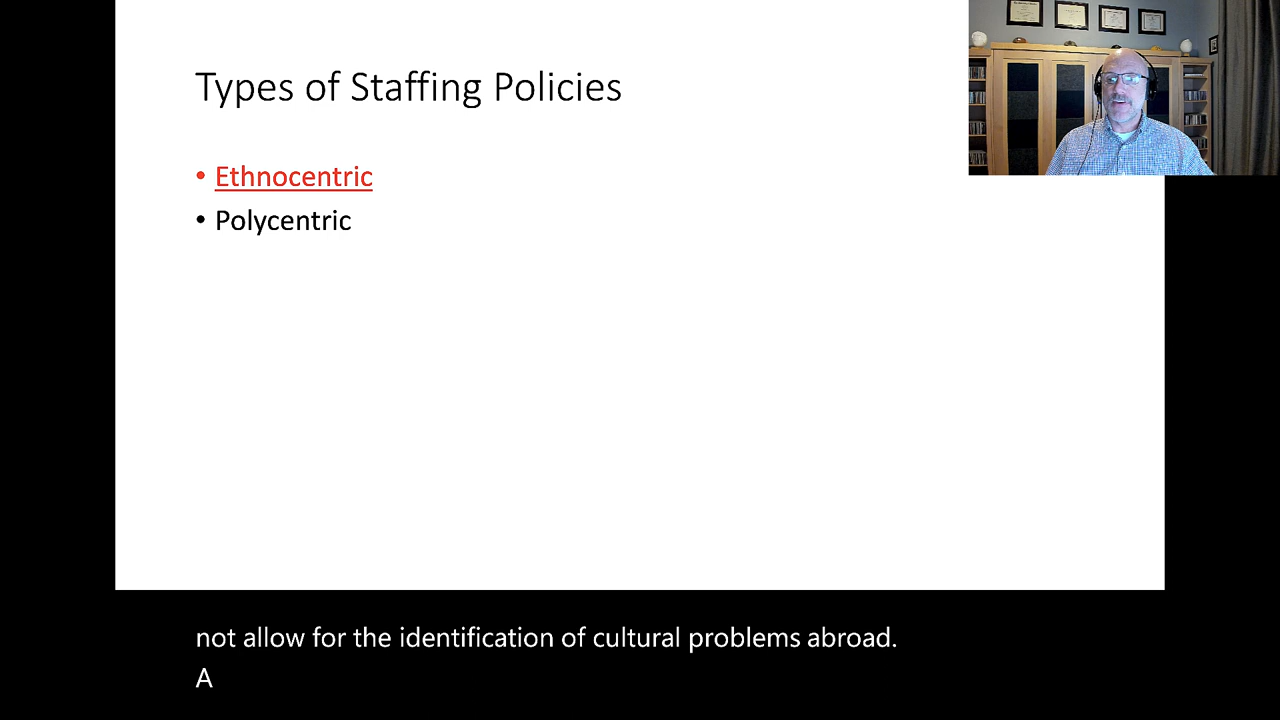 Types of Staffing Policies
• Ethnocentric
• Polycentric
not allow for the identification of cultural problems abroad.
A